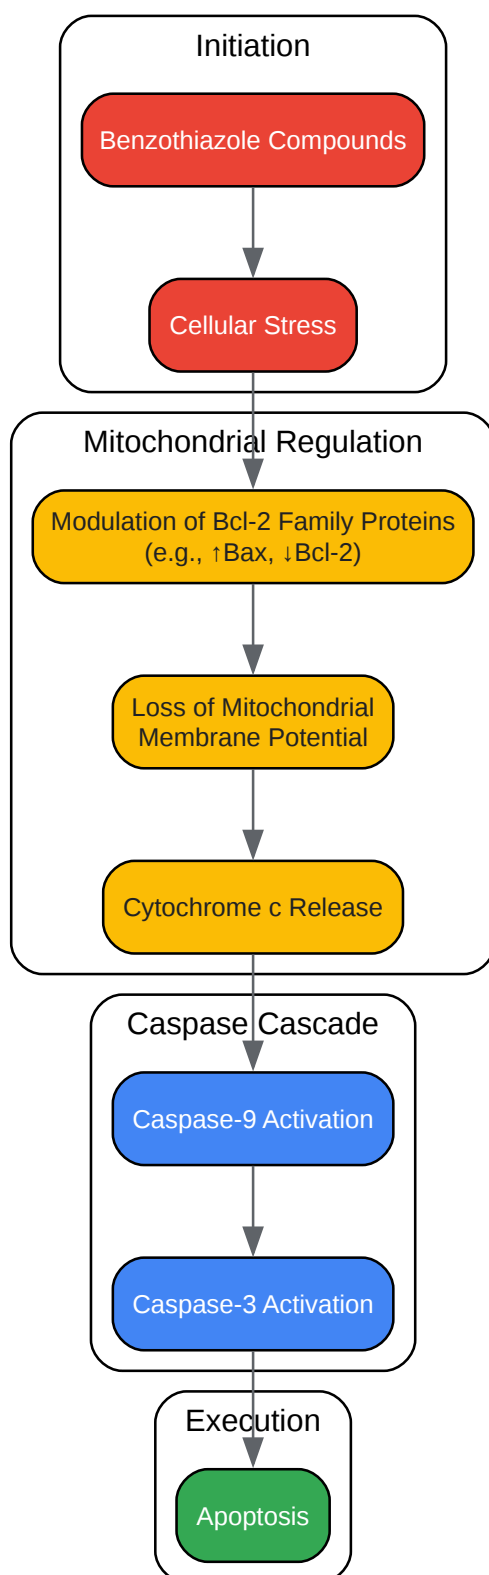 Initiation
Benzothiazole Compounds
Cellular Stress
Mitochondrial Regulation
Modulation of Bcl-2 Family Proteins
(e.g., ↑Bax, ↓Bcl-2)
Loss of Mitochondrial
Membrane Potential
Cytochrome c Release
Caspase Cascade
Caspase-9 Activation
Caspase-3 Activation
Execution
Apoptosis